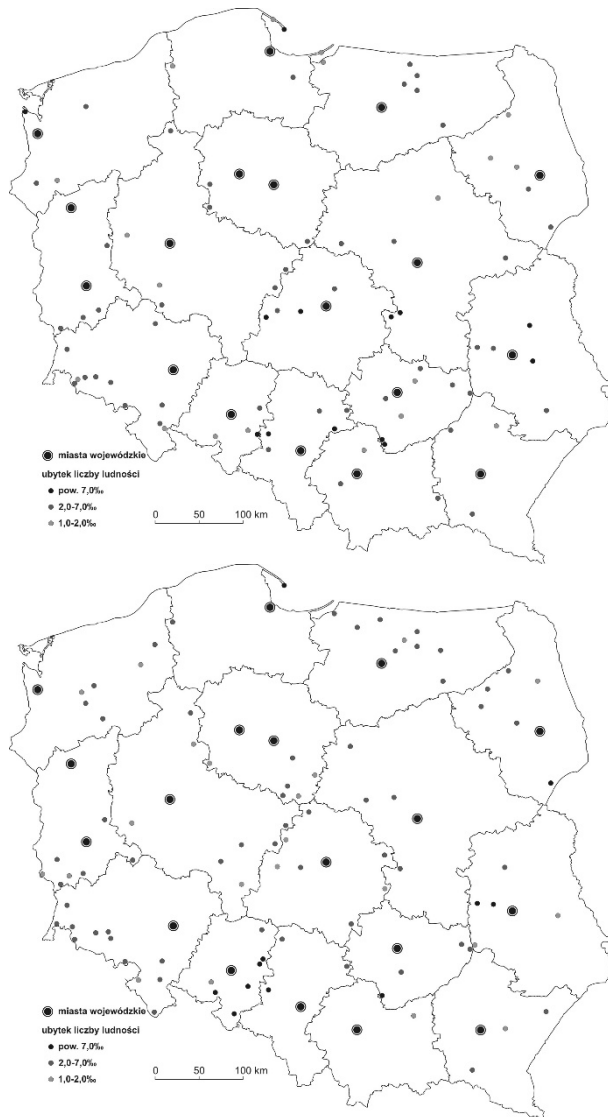 miasta wojewódzkie
ubytek liczby ludności
pow. 7,0‰
2,0-7,0‰
1,0-2,0‰
0 50 100 km
miasta wojewódzkie
ubytek liczby ludności
pow. 7,0‰
2,0-7,0‰
1,0-2,0‰
0 50 100 km